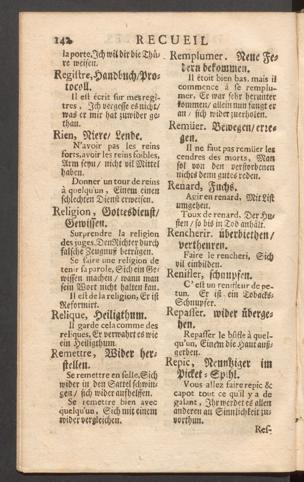 142 RECUEIL
la porte. Ich wil dir die Thü-
re weisen.
Registre, Handbuch/Pro-
tocoll.
Il est écrit sur mes régi-
tres, Ich vergesse es nicht/
was er mir hat zuwider ge-
than.
Rien, Niere/ Lende.
N'avoir pas les reins
forts, avoir les reins foibles,
Arm seyn/ nicht vil Mittel
haben.
Donner un tour de reins
à quelqu'un, Einem einen
schlechten Dienst erweisen.
Religion, Gottesdienst/
Gewissen.
Surprendre la religion
des juges. Den Richter durch
falsche Zeugnuß betriegen.
Se faire une religion de
tenir sa parole, Sich ein Ge-
wissen machen/ wann man
sein Wort nicht halten kan.
Il est de la religion, Er ist
Reformirt.
Relique, Heiligthum.
Il garde cela comme des
reliques, Er verwahrt es wie
ein Heiligthum.
Remettre, Wider her-
stellen.
Se remettre en selle. Sich
wider in den Sattel schwin-
gen/ sich wider aufhelffen.
Se remettre bien avec
quelqu'un, Sich mit einem
wider vergleichen.
Remplumer. Neue Fe-
dern bekommen.
Il étoit bien bas, mais il
commence à se remplu-
mer. Er war sehr herunter
kommen/ allein nun fangt er
an/ sich wider zuerholen.
Remüer. Bewegen/ erre-
gen.
Il ne faut pas remüer les
cendres des morts, Man
sol von den verstorbenen
nichts denn gutes reden.
Renard, Fuchs.
Agir en renard. Mit List
umgehen.
Toux de renard. Der Hu-
sten/ so bis in Tod anhält.
Rencherir. überbiethen/
vertheuren.
Faire le rencheri, Sich
vil einbilden.
Renifler, schnupfen.
C'est un renifleur de pe-
tun. Er ist ein Tobacks-
Schnupfer.
Repasser. wider überge-
hen.
Repasser le büffle à quel-
qu'un, Einem die Haut auß-
gerben.
Repic, Neuntziger im
Picket-Spihl.
Vous allez faire repic &
capot tout ce qu'il y a de
galant, Ihr werdet es allen
anderen an Sinnlichkeit zu-
vorthun.
Res-